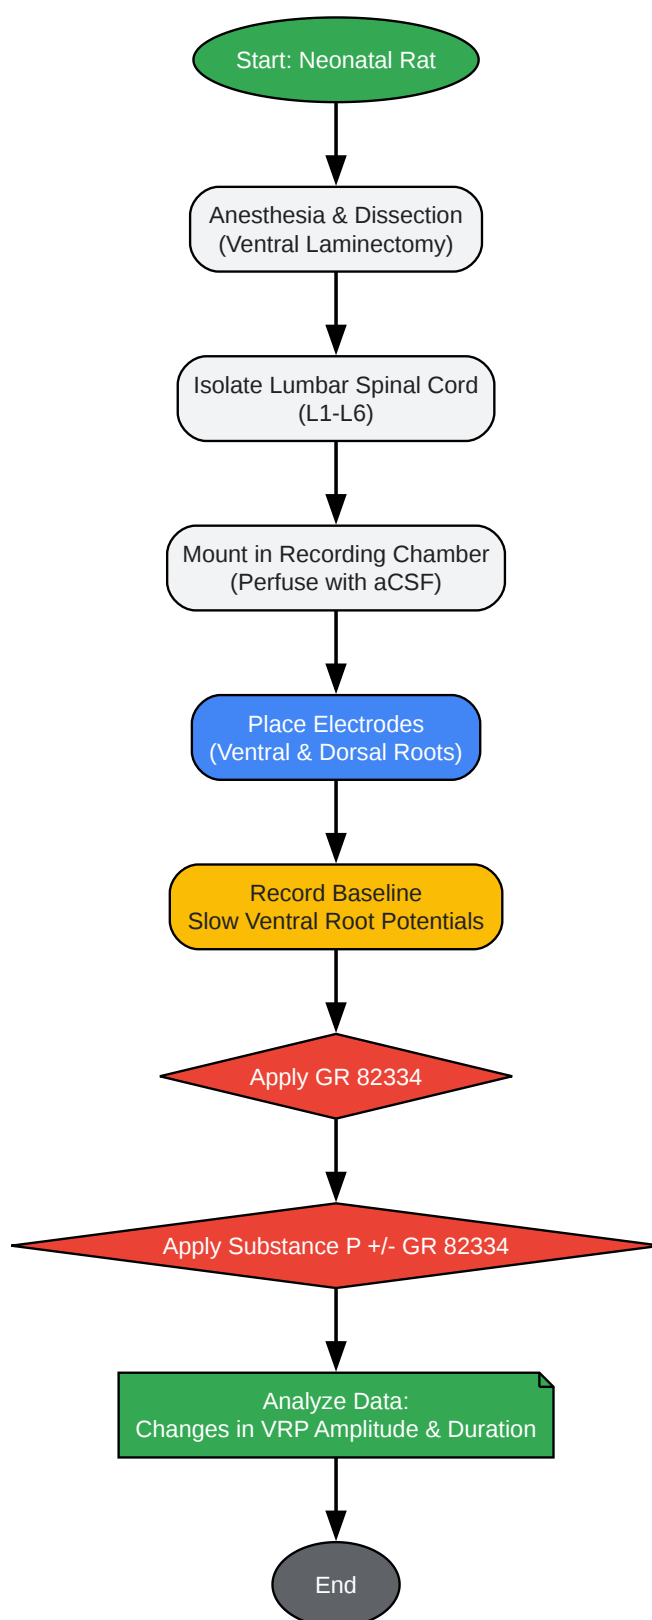 Start: Neonatal Rat
Anesthesia & Dissection
(Ventral Laminectomy)
Isolate Lumbar Spinal Cord
(L1-L6)
Mount in Recording Chamber
(Perfuse with aCSF)
Place Electrodes
(Ventral & Dorsal Roots)
Record Baseline
Slow Ventral Root Potentials
Apply GR 82334
Apply Substance P +/- GR 82334
Analyze Data:
Changes in VRP Amplitude & Duration
End